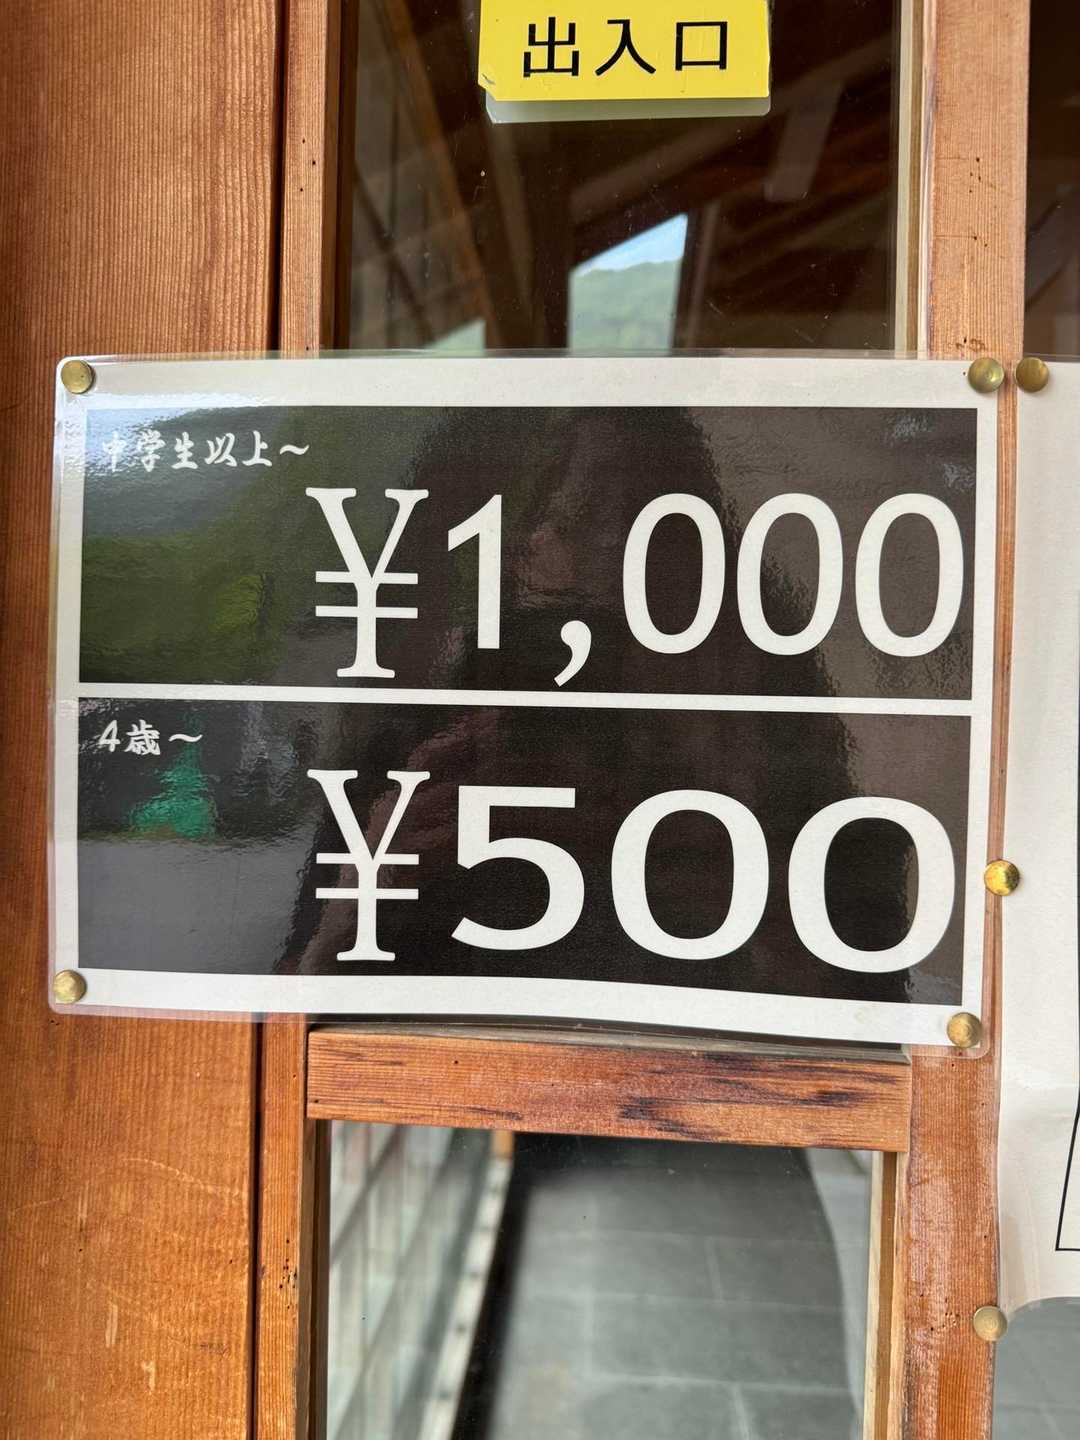 出入口
中学生以上～
¥1,000
4歳～
¥500